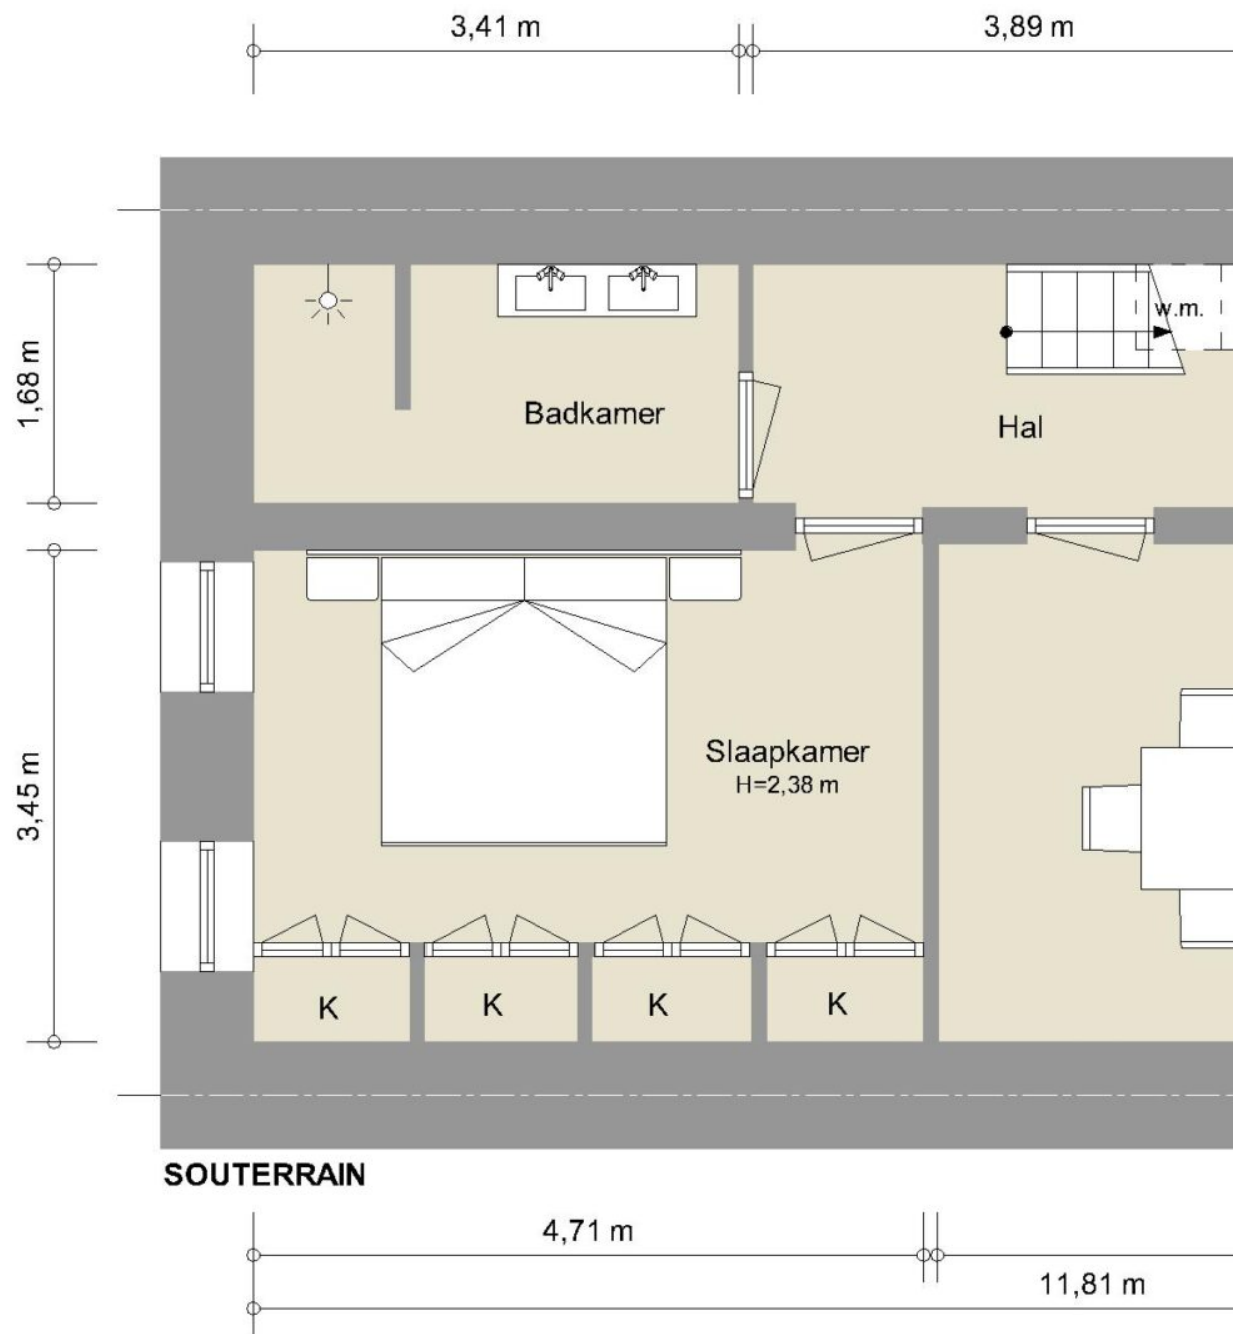 3,41 m
3,89 m
1,68 m
w.m.
Badkamer
Hal
3,45 m
Slaapkamer
H=2,38 m
K
K
K
K
SOUTERRAIN
4,71 m
11,81 m